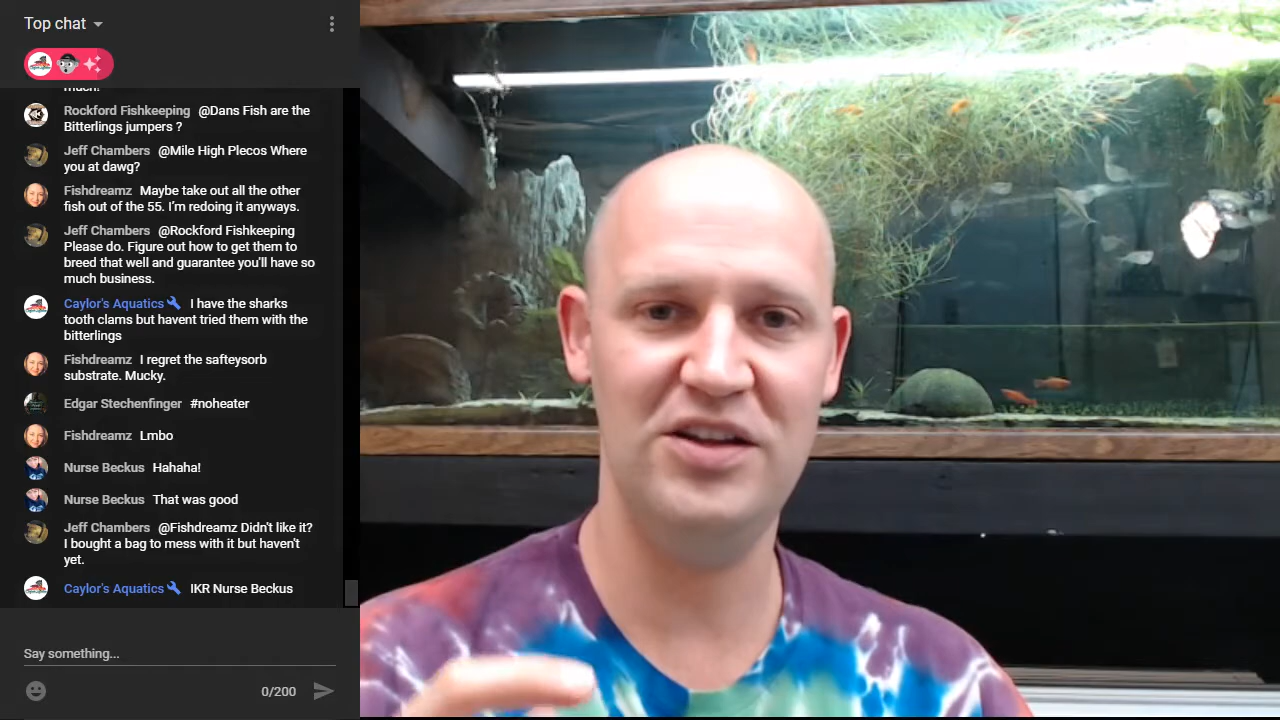 Top chat
much!
Rockford Fishkeeping @Dans Fish are the
Bitterlings jumpers ?
Jeff Chambers @Mile High Plecos Where
you at dawg?
Fishdreamz Maybe take out all the other
fish out of the 55. I'm redoing it anyways.
Jeff Chambers @Rockford Fishkeeping
Please do. Figure out how to get them to
breed that well and guarantee you'll have so
much business.
Caylor's Aquatics I have the sharks
tooth clams but havent tried them with the
bitterlings
Fishdreamz I regret the safteysorb
substrate. Mucky.
Edgar Stechenfinger #noheater
Fishdreamz Lmbo
Nurse Beckus Hahaha!
Nurse Beckus That was good
Jeff Chambers @Fishdreamz Didn't like it?
I bought a bag to mess with it but haven't
yet.
Caylor's Aquatics IKR Nurse Beckus
Say something...
0/200